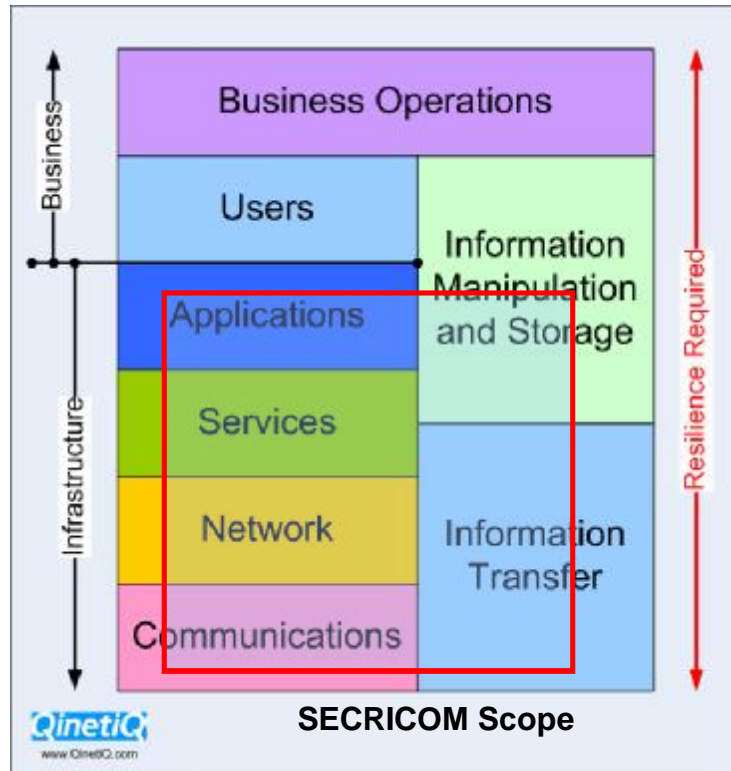 Business Operations
Business
Users
Information
Manipulation
and Storage
Applications
Services
Infrastructure
Network
Information
Transfer
Communications
Resilience Required
QinetiQ
www.QinetiQ.com
SECRICOM Scope